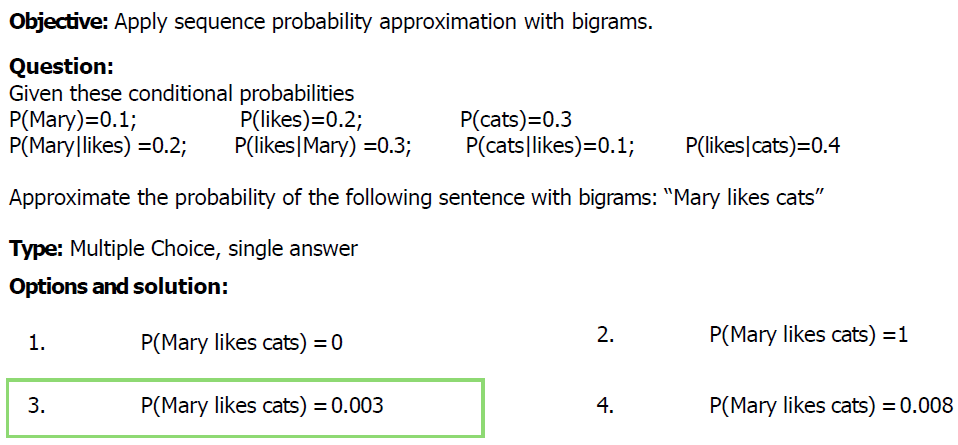 Objective: Apply sequence probability approximation with bigrams.
Question:
Given these conditional probabilities
P(Mary)=0.1; P(likes)=0.2; P(cats)=0.3
P(Mary|likes) =0.2; P(likes|Mary) =0.3; P(cats|likes)=0.1; P(likes|cats)=0.4
Approximate the probability of the following sentence with bigrams: “Mary likes cats”
Type: Multiple Choice, single answer
Options and solution:
1. P(Mary likes cats) = 0 2. P(Mary likes cats) =1
3. P(Mary likes cats) = 0.003 4. P(Mary likes cats) = 0.008